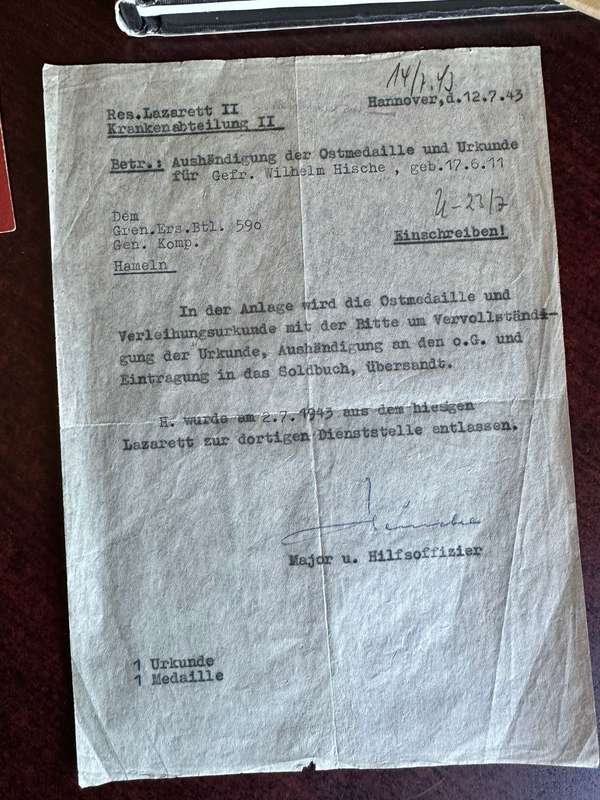 14/7.43
Res.Lazarett II
Krankenabteilung II
Hannover,d.12.7.43
Betr.: Aushändigung der Ostmedaille und Urkunde
für Gefr. Wilhelm Hische , geb.17.6.11
23/7
Dem
Gren.Ers.Btl. 590
Gen. Komp.
Hameln
Einschreiben!
In der Anlage wird die Ostmedaille und
Verleihungsurkunde mit der Bitte um Vervollständi-
gung der Urkunde, Aushändigung an den o.G. und
Eintragung in das Soldbuch, übersandt.
H. wurde am 2.7.1943 aus dem hiesigen
Lazarett zur dortigen Dienststelle entlassen.
Major u. Hilfsoffizier
1 Urkunde
1 Medaille